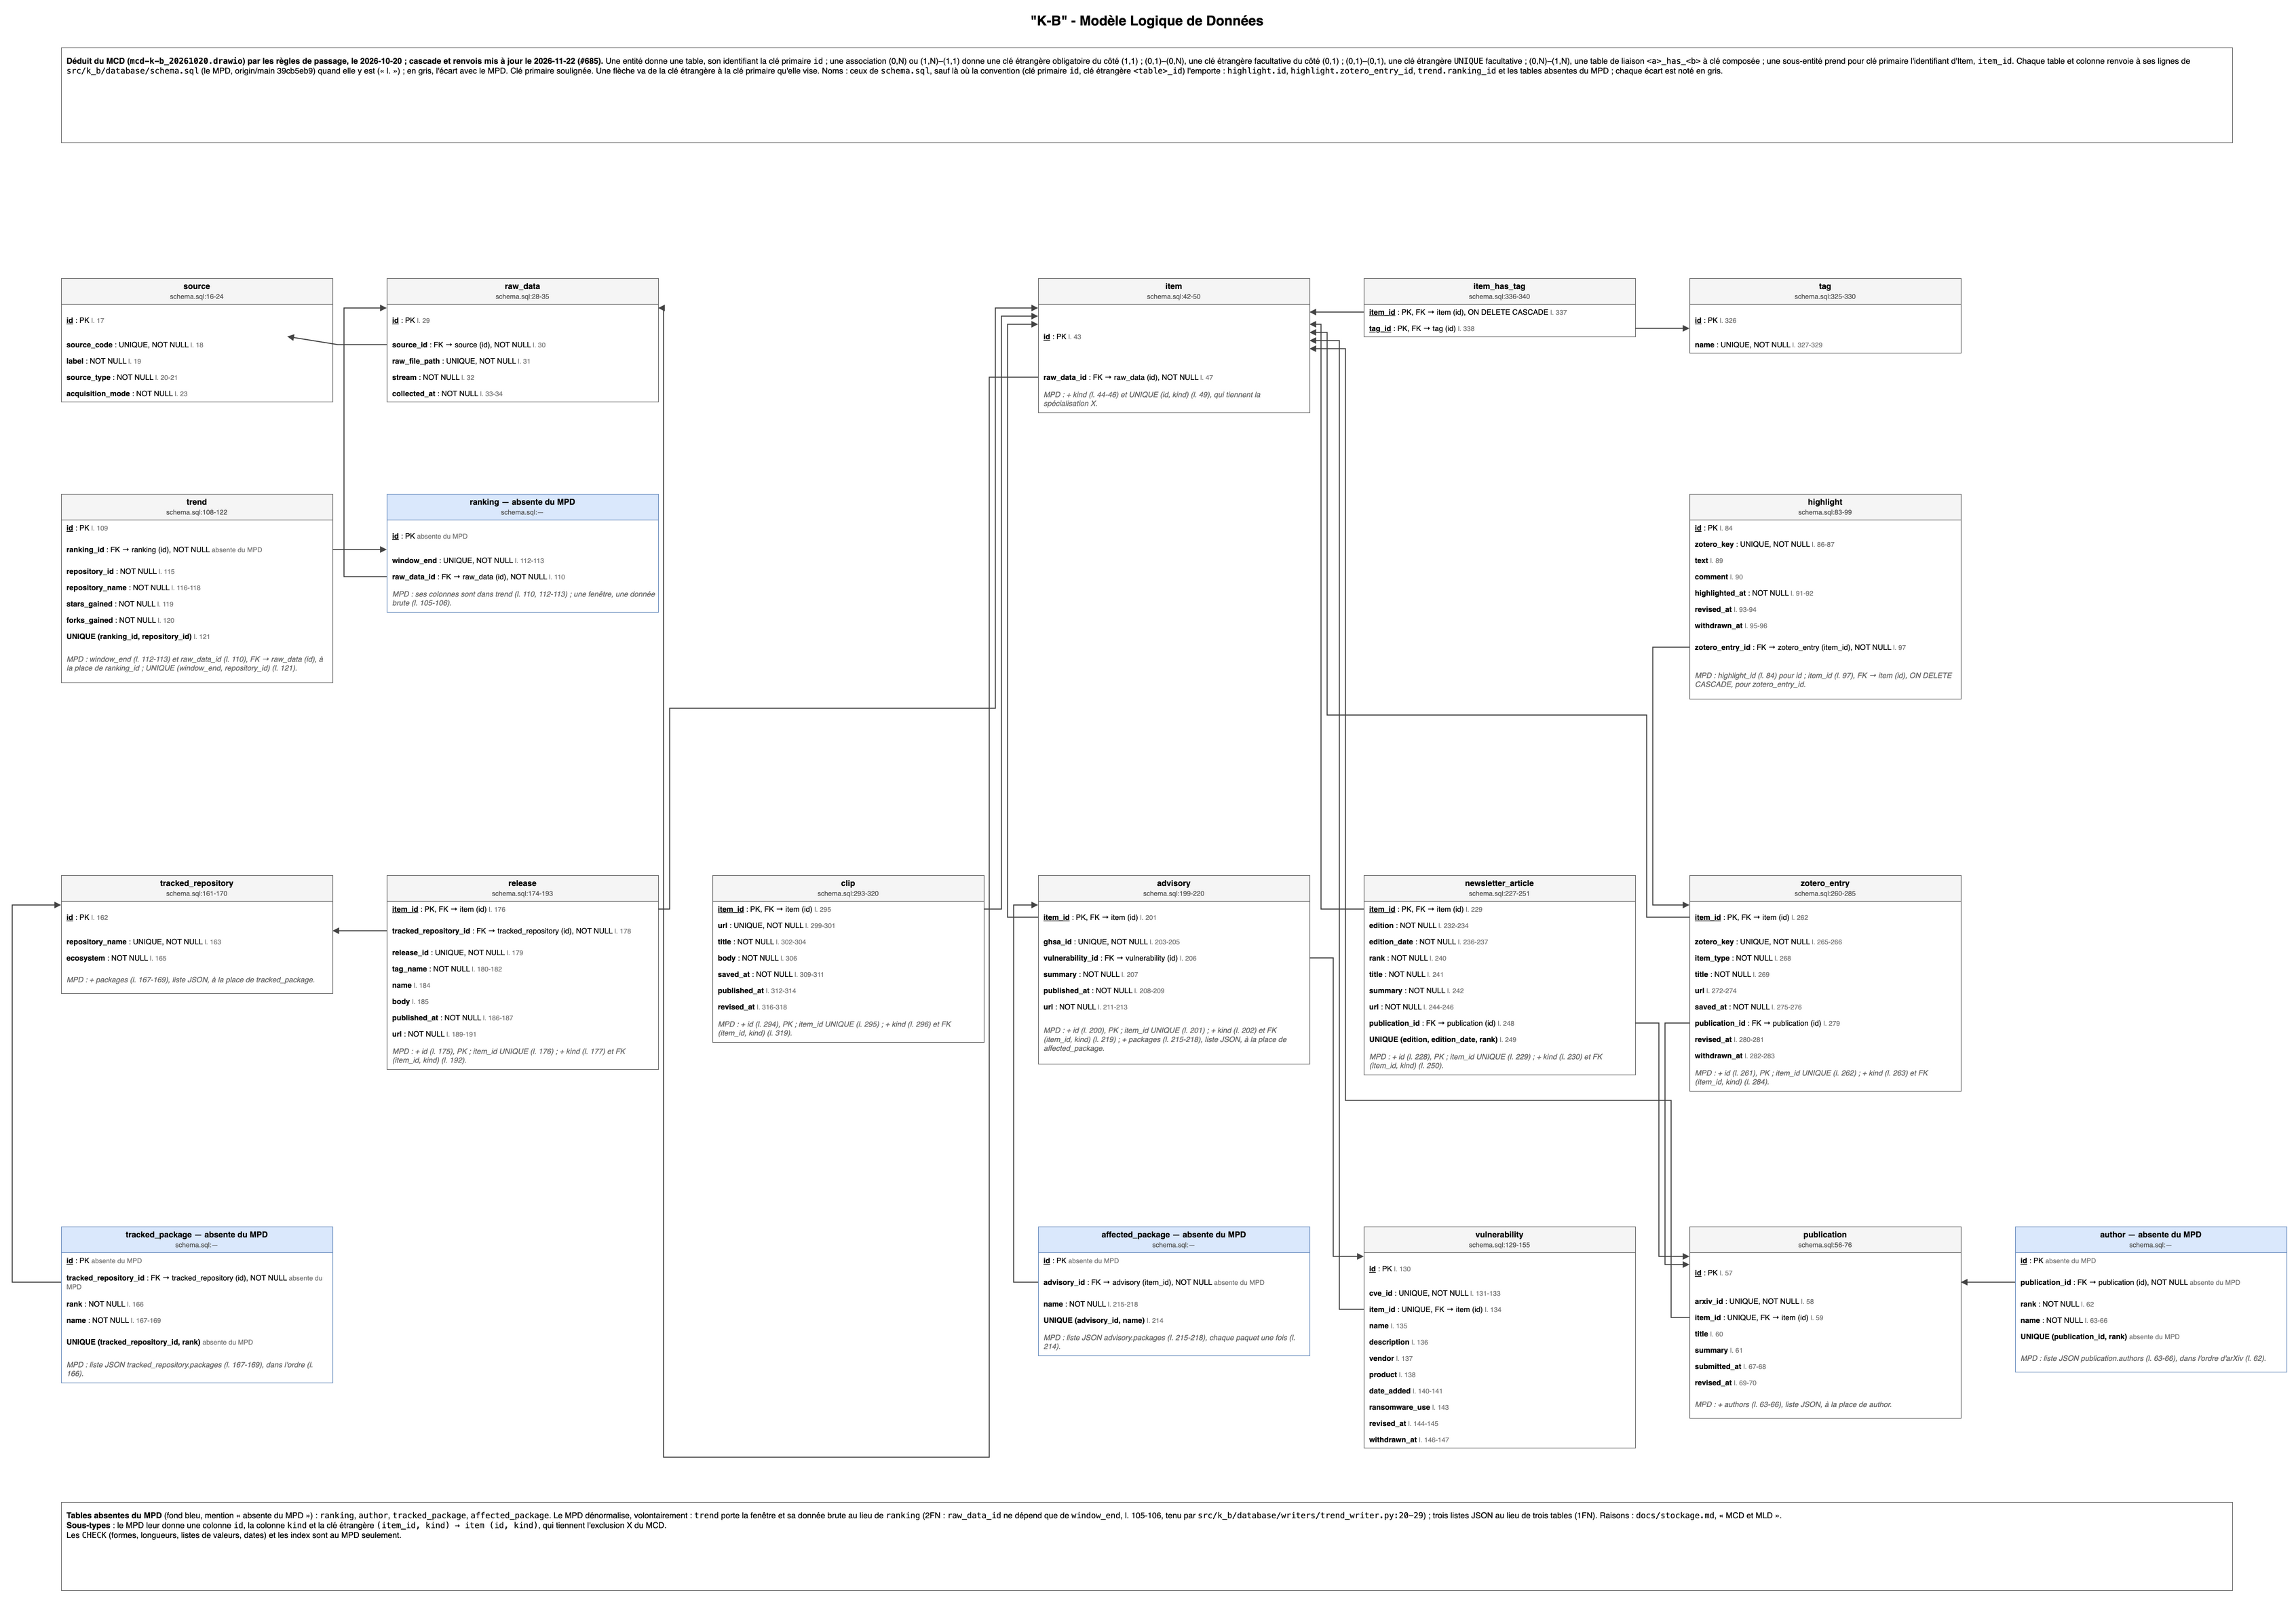 "K-B" - Modèle Logique de Données
Déduit du MCD (mcd-k-b_20261020.drawio) par les règles de passage, le 2026-10-20 ; cascade et renvois mis à jour le 2026-11-22 (#685). Une entité donne une table, son identifiant la clé primaire id ; une association (0,N) ou (1,N)–(1,1) donne une clé étrangère obligatoire du côté (1,1) ; (0,1)–(0,N), une clé étrangère facultative du côté (0,1) ; (0,1)–(0,1), une clé étrangère UNIQUE facultative ; (0,N)–(1,N), une table de liaison <a>_has_<b> à clé composée ; une sous-entité prend pour clé primaire l'identifiant d'Item, item_id. Chaque table et colonne renvoie à ses lignes de
src/k_b/database/schema.sql (le MPD, origin/main 39cb5eb9) quand elle y est (« l. ») ; en gris, l'écart avec le MPD. Clé primaire soulignée. Une flèche va de la clé étrangère à la clé primaire qu'elle vise. Noms : ceux de schema.sql, sauf là où la convention (clé primaire id, clé étrangère <table>_id) l'emporte : highlight.id, highlight.zotero_entry_id, trend.ranking_id et les tables absentes du MPD ; chaque écart est noté en gris.
source
schema.sql:16-24
id : PK l. 17
source_code : UNIQUE, NOT NULL l. 18
label : NOT NULL l. 19
source_type : NOT NULL l. 20-21
acquisition_mode : NOT NULL l. 23
raw_data
schema.sql:28-35
id : PK l. 29
source_id : FK → source (id), NOT NULL l. 30
raw_file_path : UNIQUE, NOT NULL l. 31
stream : NOT NULL l. 32
collected_at : NOT NULL l. 33-34
item
schema.sql:42-50
id : PK l. 43
raw_data_id : FK → raw_data (id), NOT NULL l. 47
MPD : + kind (l. 44-46) et UNIQUE (id, kind) (l. 49), qui tiennent la
spécialisation X.
item_has_tag
schema.sql:336-340
item_id : PK, FK → item (id), ON DELETE CASCADE l. 337
tag_id : PK, FK → tag (id) l. 338
tag
schema.sql:325-330
id : PK l. 326
name : UNIQUE, NOT NULL l. 327-329
trend
schema.sql:108-122
id : PK l. 109
ranking_id : FK → ranking (id), NOT NULL absente du MPD
repository_id : NOT NULL l. 115
repository_name : NOT NULL l. 116-118
stars_gained : NOT NULL l. 119
forks_gained : NOT NULL l. 120
UNIQUE (ranking_id, repository_id) l. 121
MPD : window_end (l. 112-113) et raw_data_id (l. 110), FK → raw_data (id), à
la place de ranking_id ; UNIQUE (window_end, repository_id) (l. 121).
ranking — absente du MPD
schema.sql:—
id : PK absente du MPD
window_end : UNIQUE, NOT NULL l. 112-113
raw_data_id : FK → raw_data (id), NOT NULL l. 110
MPD : ses colonnes sont dans trend (l. 110, 112-113) ; une fenêtre, une donnée
brute (l. 105-106).
highlight
schema.sql:83-99
id : PK l. 84
zotero_key : UNIQUE, NOT NULL l. 86-87
text l. 89
comment l. 90
highlighted_at : NOT NULL l. 91-92
revised_at l. 93-94
withdrawn_at l. 95-96
zotero_entry_id : FK → zotero_entry (item_id), NOT NULL l. 97
MPD : highlight_id (l. 84) pour id ; item_id (l. 97), FK → item (id), ON DELETE
CASCADE, pour zotero_entry_id.
tracked_repository
schema.sql:161-170
id : PK l. 162
repository_name : UNIQUE, NOT NULL l. 163
ecosystem : NOT NULL l. 165
MPD : + packages (l. 167-169), liste JSON, à la place de tracked_package.
release
schema.sql:174-193
item_id : PK, FK → item (id) l. 176
tracked_repository_id : FK → tracked_repository (id), NOT NULL l. 178
release_id : UNIQUE, NOT NULL l. 179
tag_name : NOT NULL l. 180-182
name l. 184
body l. 185
published_at : NOT NULL l. 186-187
url : NOT NULL l. 189-191
MPD : + id (l. 175), PK ; item_id UNIQUE (l. 176) ; + kind (l. 177) et FK
(item_id, kind) (l. 192).
clip
schema.sql:293-320
item_id : PK, FK → item (id) l. 295
url : UNIQUE, NOT NULL l. 299-301
title : NOT NULL l. 302-304
body : NOT NULL l. 306
saved_at : NOT NULL l. 309-311
published_at l. 312-314
revised_at l. 316-318
MPD : + id (l. 294), PK ; item_id UNIQUE (l. 295) ; + kind (l. 296) et FK
(item_id, kind) (l. 319).
advisory
schema.sql:199-220
item_id : PK, FK → item (id) l. 201
ghsa_id : UNIQUE, NOT NULL l. 203-205
vulnerability_id : FK → vulnerability (id) l. 206
summary : NOT NULL l. 207
published_at : NOT NULL l. 208-209
url : NOT NULL l. 211-213
MPD : + id (l. 200), PK ; item_id UNIQUE (l. 201) ; + kind (l. 202) et FK
(item_id, kind) (l. 219) ; + packages (l. 215-218), liste JSON, à la place de
affected_package.
newsletter_article
schema.sql:227-251
item_id : PK, FK → item (id) l. 229
edition : NOT NULL l. 232-234
edition_date : NOT NULL l. 236-237
rank : NOT NULL l. 240
title : NOT NULL l. 241
summary : NOT NULL l. 242
url : NOT NULL l. 244-246
publication_id : FK → publication (id) l. 248
UNIQUE (edition, edition_date, rank) l. 249
MPD : + id (l. 228), PK ; item_id UNIQUE (l. 229) ; + kind (l. 230) et FK
(item_id, kind) (l. 250).
zotero_entry
schema.sql:260-285
item_id : PK, FK → item (id) l. 262
zotero_key : UNIQUE, NOT NULL l. 265-266
item_type : NOT NULL l. 268
title : NOT NULL l. 269
url l. 272-274
saved_at : NOT NULL l. 275-276
publication_id : FK → publication (id) l. 279
revised_at l. 280-281
withdrawn_at l. 282-283
MPD : + id (l. 261), PK ; item_id UNIQUE (l. 262) ; + kind (l. 263) et FK
(item_id, kind) (l. 284).
tracked_package — absente du MPD
schema.sql:—
id : PK absente du MPD
tracked_repository_id : FK → tracked_repository (id), NOT NULL absente du
MPD
rank : NOT NULL l. 166
name : NOT NULL l. 167-169
UNIQUE (tracked_repository_id, rank) absente du MPD
MPD : liste JSON tracked_repository.packages (l. 167-169), dans l'ordre (l.
166).
affected_package — absente du MPD
schema.sql:—
id : PK absente du MPD
advisory_id : FK → advisory (item_id), NOT NULL absente du MPD
name : NOT NULL l. 215-218
UNIQUE (advisory_id, name) l. 214
MPD : liste JSON advisory.packages (l. 215-218), chaque paquet une fois (l.
214).
vulnerability
schema.sql:129-155
id : PK l. 130
cve_id : UNIQUE, NOT NULL l. 131-133
item_id : UNIQUE, FK → item (id) l. 134
name l. 135
description l. 136
vendor l. 137
product l. 138
date_added l. 140-141
ransomware_use l. 143
revised_at l. 144-145
withdrawn_at l. 146-147
publication
schema.sql:56-76
id : PK l. 57
arxiv_id : UNIQUE, NOT NULL l. 58
item_id : UNIQUE, FK → item (id) l. 59
title l. 60
summary l. 61
submitted_at l. 67-68
revised_at l. 69-70
MPD : + authors (l. 63-66), liste JSON, à la place de author.
author — absente du MPD
schema.sql:—
id : PK absente du MPD
publication_id : FK → publication (id), NOT NULL absente du MPD
rank : NOT NULL l. 62
name : NOT NULL l. 63-66
UNIQUE (publication_id, rank) absente du MPD
MPD : liste JSON publication.authors (l. 63-66), dans l'ordre d'arXiv (l. 62).
Tables absentes du MPD (fond bleu, mention « absente du MPD ») : ranking, author, tracked_package, affected_package. Le MPD dénormalise, volontairement : trend porte la fenêtre et sa donnée brute au lieu de ranking (2FN : raw_data_id ne dépend que de window_end, l. 105-106, tenu par src/k_b/database/writers/trend_writer.py:20-29) ; trois listes JSON au lieu de trois tables (1FN). Raisons : docs/stockage.md, « MCD et MLD ».
Sous-types : le MPD leur donne une colonne id, la colonne kind et la clé étrangère (item_id, kind) → item (id, kind), qui tiennent l'exclusion X du MCD.
Les CHECK (formes, longueurs, listes de valeurs, dates) et les index sont au MPD seulement.